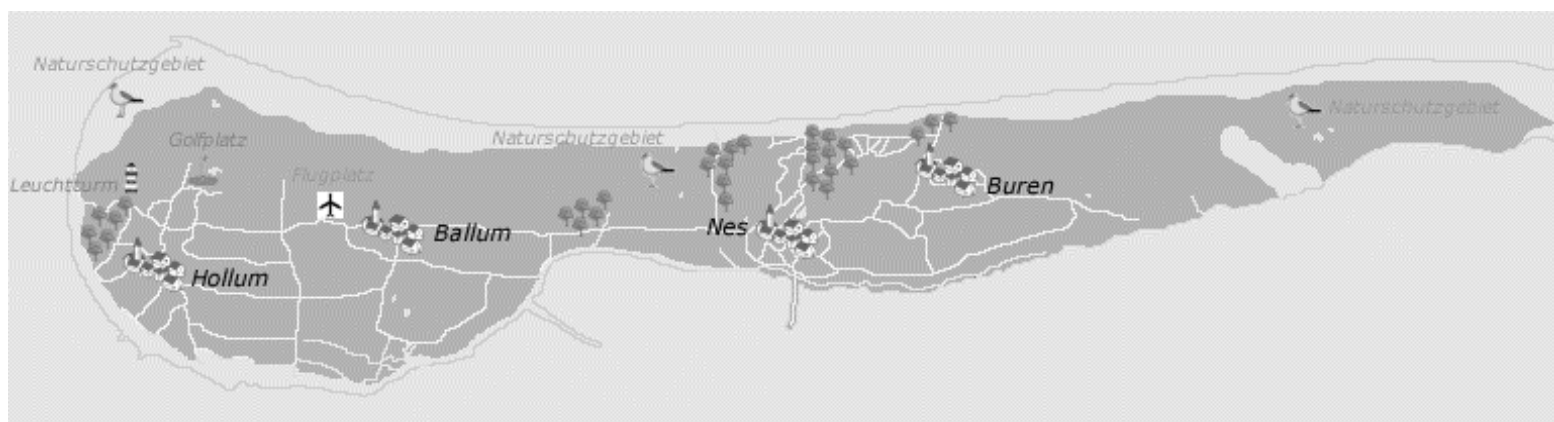 Naturschutzgebiet
Golfplatz
Leuchtturm
Flugplatz
Naturschutzgebiet
Naturschutzgebiet
Hollum
Ballum
Nes
Buren